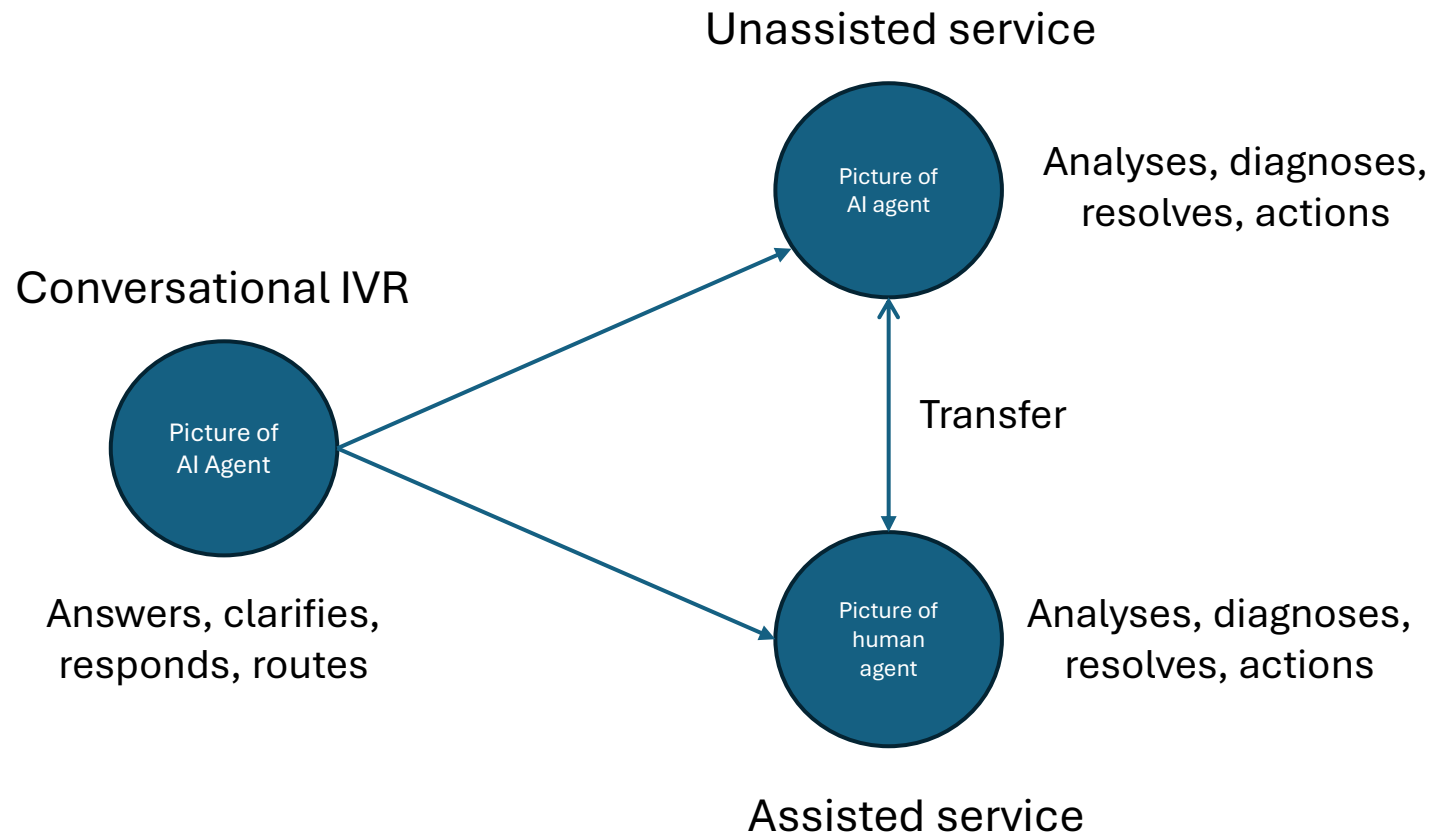 Unassisted service
Picture of
AI agent
Analyses, diagnoses,
resolves, actions
Conversational IVR
Picture of
AI Agent
Answers, clarifies,
responds, routes
Transfer
Picture of
human
agent
Analyses, diagnoses,
resolves, actions
Assisted service